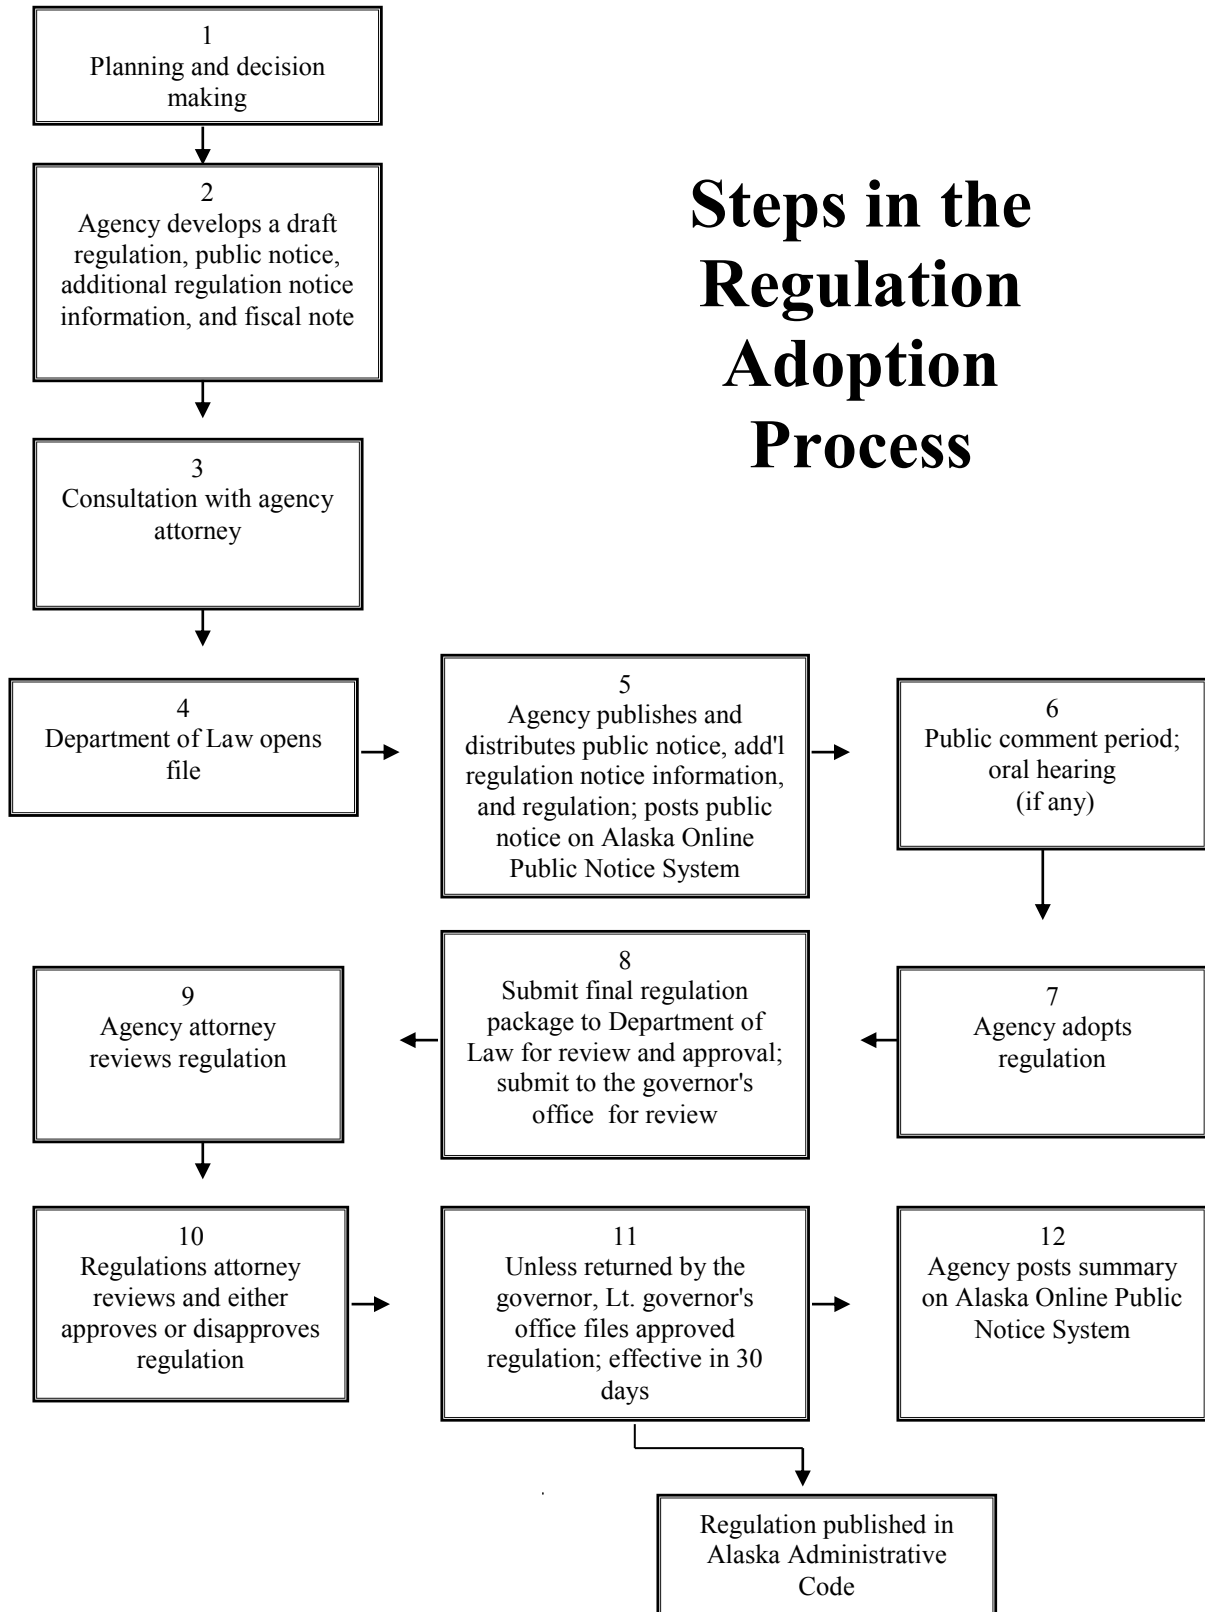 1
Planning and decision
making
Steps in the
Regulation
Adoption
Process
2
Agency develops a draft
regulation, public notice,
additional regulation notice
information, and fiscal note
3
Consultation with agency
attorney
4
Department of Law opens
file
5
Agency publishes and
distributes public notice, add'l
regulation notice information,
and regulation; posts public
notice on Alaska Online
Public Notice System
6
Public comment period;
oral hearing
(if any)
7
Agency adopts
regulation
8
Submit final regulation
package to Department of
Law for review and approval;
submit to the governor's
office  for review
9
Agency attorney
reviews regulation
10
Regulations attorney
reviews and either
approves or disapproves
regulation
11
Unless returned by the
governor, Lt. governor's
office files approved
regulation; effective in 30
days
12
Agency posts summary
on Alaska Online Public
Notice System
Regulation published in
Alaska Administrative
Code